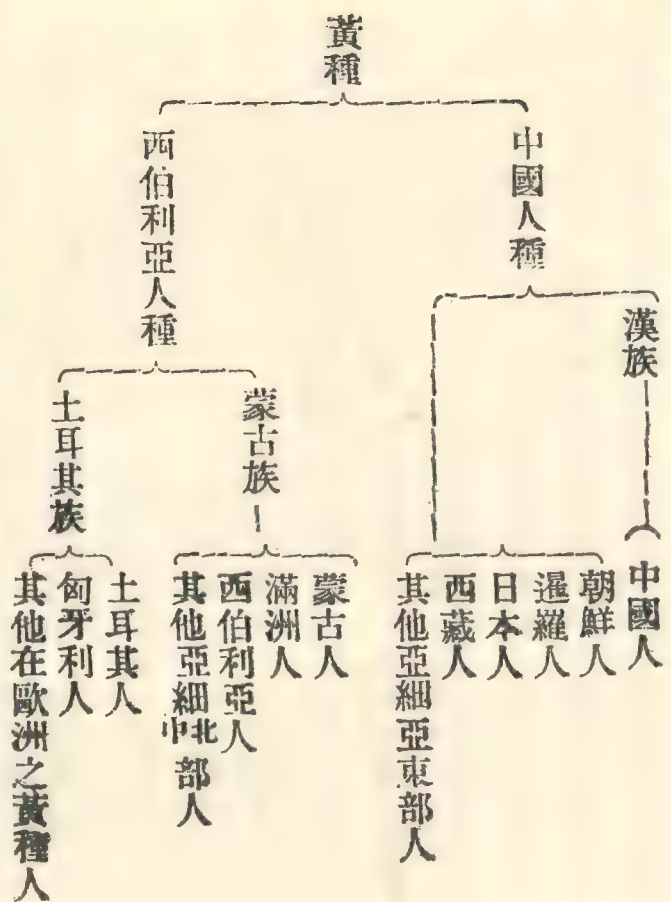 黃種
中國人種
漢族
中國人
朝鮮人
暹羅人
日本人
西藏人
其他亞細亞東部人
西伯利亞人種
蒙古族
蒙古人
滿洲人
西伯利亞人
其他亞細亞北中部人
土耳其族
土耳其人
匈牙利人
其他在歐洲之黃種人